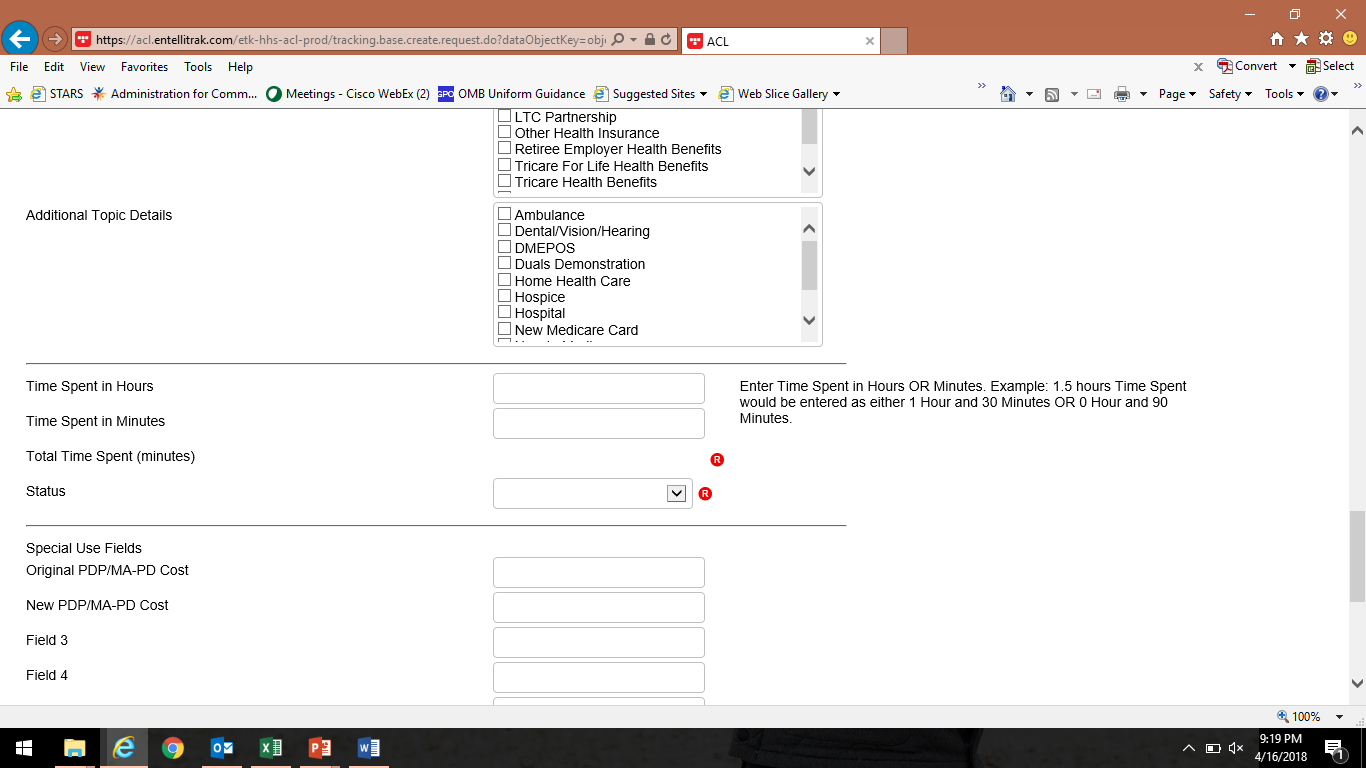 https://acl.entellitrak.com/etk-hhs-acl-prod/tracking.base.create.request.do?dataObjectKey=obj
ACL
File Edit View Favorites Tools Help
Convert Select
STARS Administration for Comm... Meetings - Cisco WebEx (2) GPO OMB Uniform Guidance Suggested Sites Web Slice Gallery
Page Safety Tools
LTC Partnership
Other Health Insurance
Retiree Employer Health Benefits
Tricare For Life Health Benefits
Tricare Health Benefits
Additional Topic Details
Ambulance
Dental/Vision/Hearing
DMEPOS
Duals Demonstration
Home Health Care
Hospice
Hospital
New Medicare Card
Time Spent in Hours
Enter Time Spent in Hours OR Minutes. Example: 1.5 hours Time Spent
would be entered as either 1 Hour and 30 Minutes OR 0 Hour and 90
Minutes.
Time Spent in Minutes
Total Time Spent (minutes) R
Status R
Special Use Fields
Original PDP/MA-PD Cost
New PDP/MA-PD Cost
Field 3
Field 4
100%
9:19 PM
4/16/2018
1